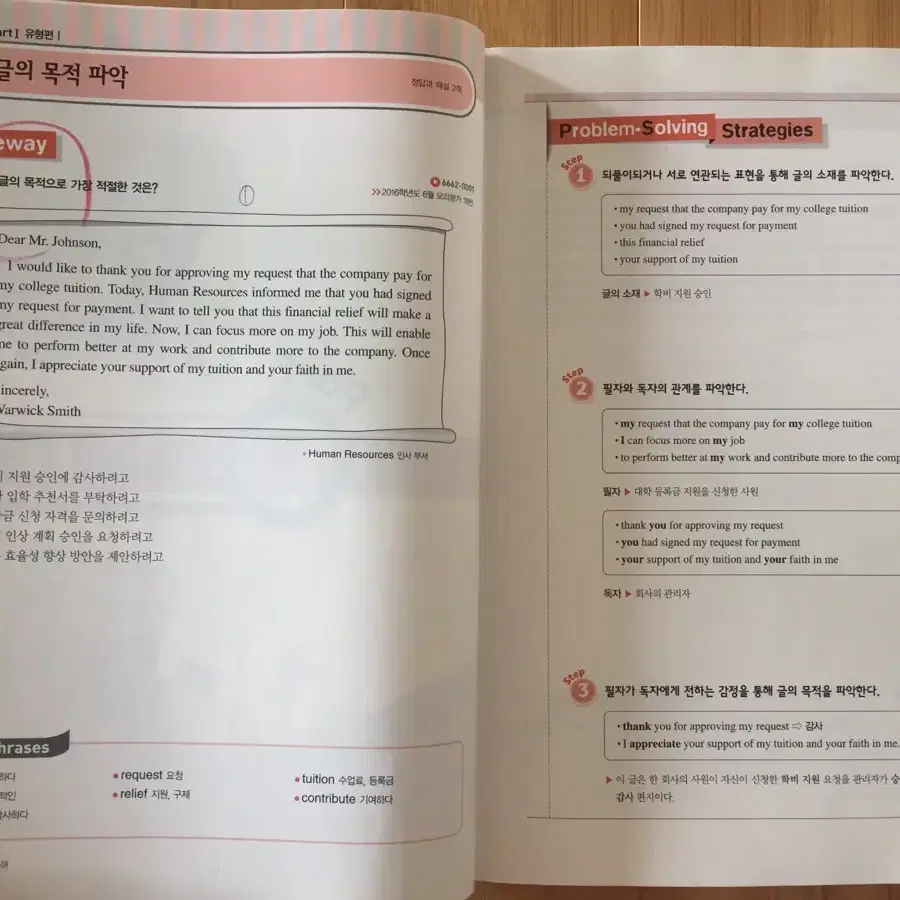 artⅠ 유형편Ⅰ
글의 목적 파악
정답과 해설 2쪽
eway
글의 목적으로 가장 적절한 것은?
6662-0001
>>2016학년도 6월 모의평가 18번
Dear Mr. Johnson,
I would like to thank you for approving my request that the company pay for
my college tuition. Today, Human Resources informed me that you had signed
my request for payment. I want to tell you that this financial relief will make a
great difference in my life. Now, I can focus more on my job. This will enable
me to perform better at my work and contribute more to the company. Once
gain, I appreciate your support of my tuition and your faith in me.
incerely,
Warwick Smith
* Human Resources 인사 부서
지원 승인에 감사하려고
입학 추천서를 부탁하려고
금 신청 자격을 문의하려고
인상 계획 승인을 요청하려고
효율성 향상 방안을 제안하려고
hrases
하다
• request 요청
• tuition 수업료, 등록금
적인
• relief 지원, 구제
• contribute 기여하다
사하다
Problem-Solving Strategies
Step 1 되풀이되거나 서로 연관되는 표현을 통해 글의 소재를 파악한다.
• my request that the company pay for my college tuition
• you had signed my request for payment
• this financial relief
• your support of my tuition
글의 소재 ▶ 학비 지원 승인
Step 2 필자와 독자의 관계를 파악한다.
• my request that the company pay for my college tuition
• I can focus more on my job
• to perform better at my work and contribute more to the comp
필자 ▶ 대학 등록금 지원을 신청한 사원
• thank you for approving my request
• you had signed my request for payment
• your support of my tuition and your faith in me
독자 ▶ 회사의 관리자
Step 3 필자가 독자에게 전하는 감정을 통해 글의 목적을 파악한다.
• thank you for approving my request ⇨ 감사
• I appreciate your support of my tuition and your faith in me.
▶ 이 글은 한 회사의 사원이 자신이 신청한 학비 지원 요청을 관리자가 승
감사 편지이다.